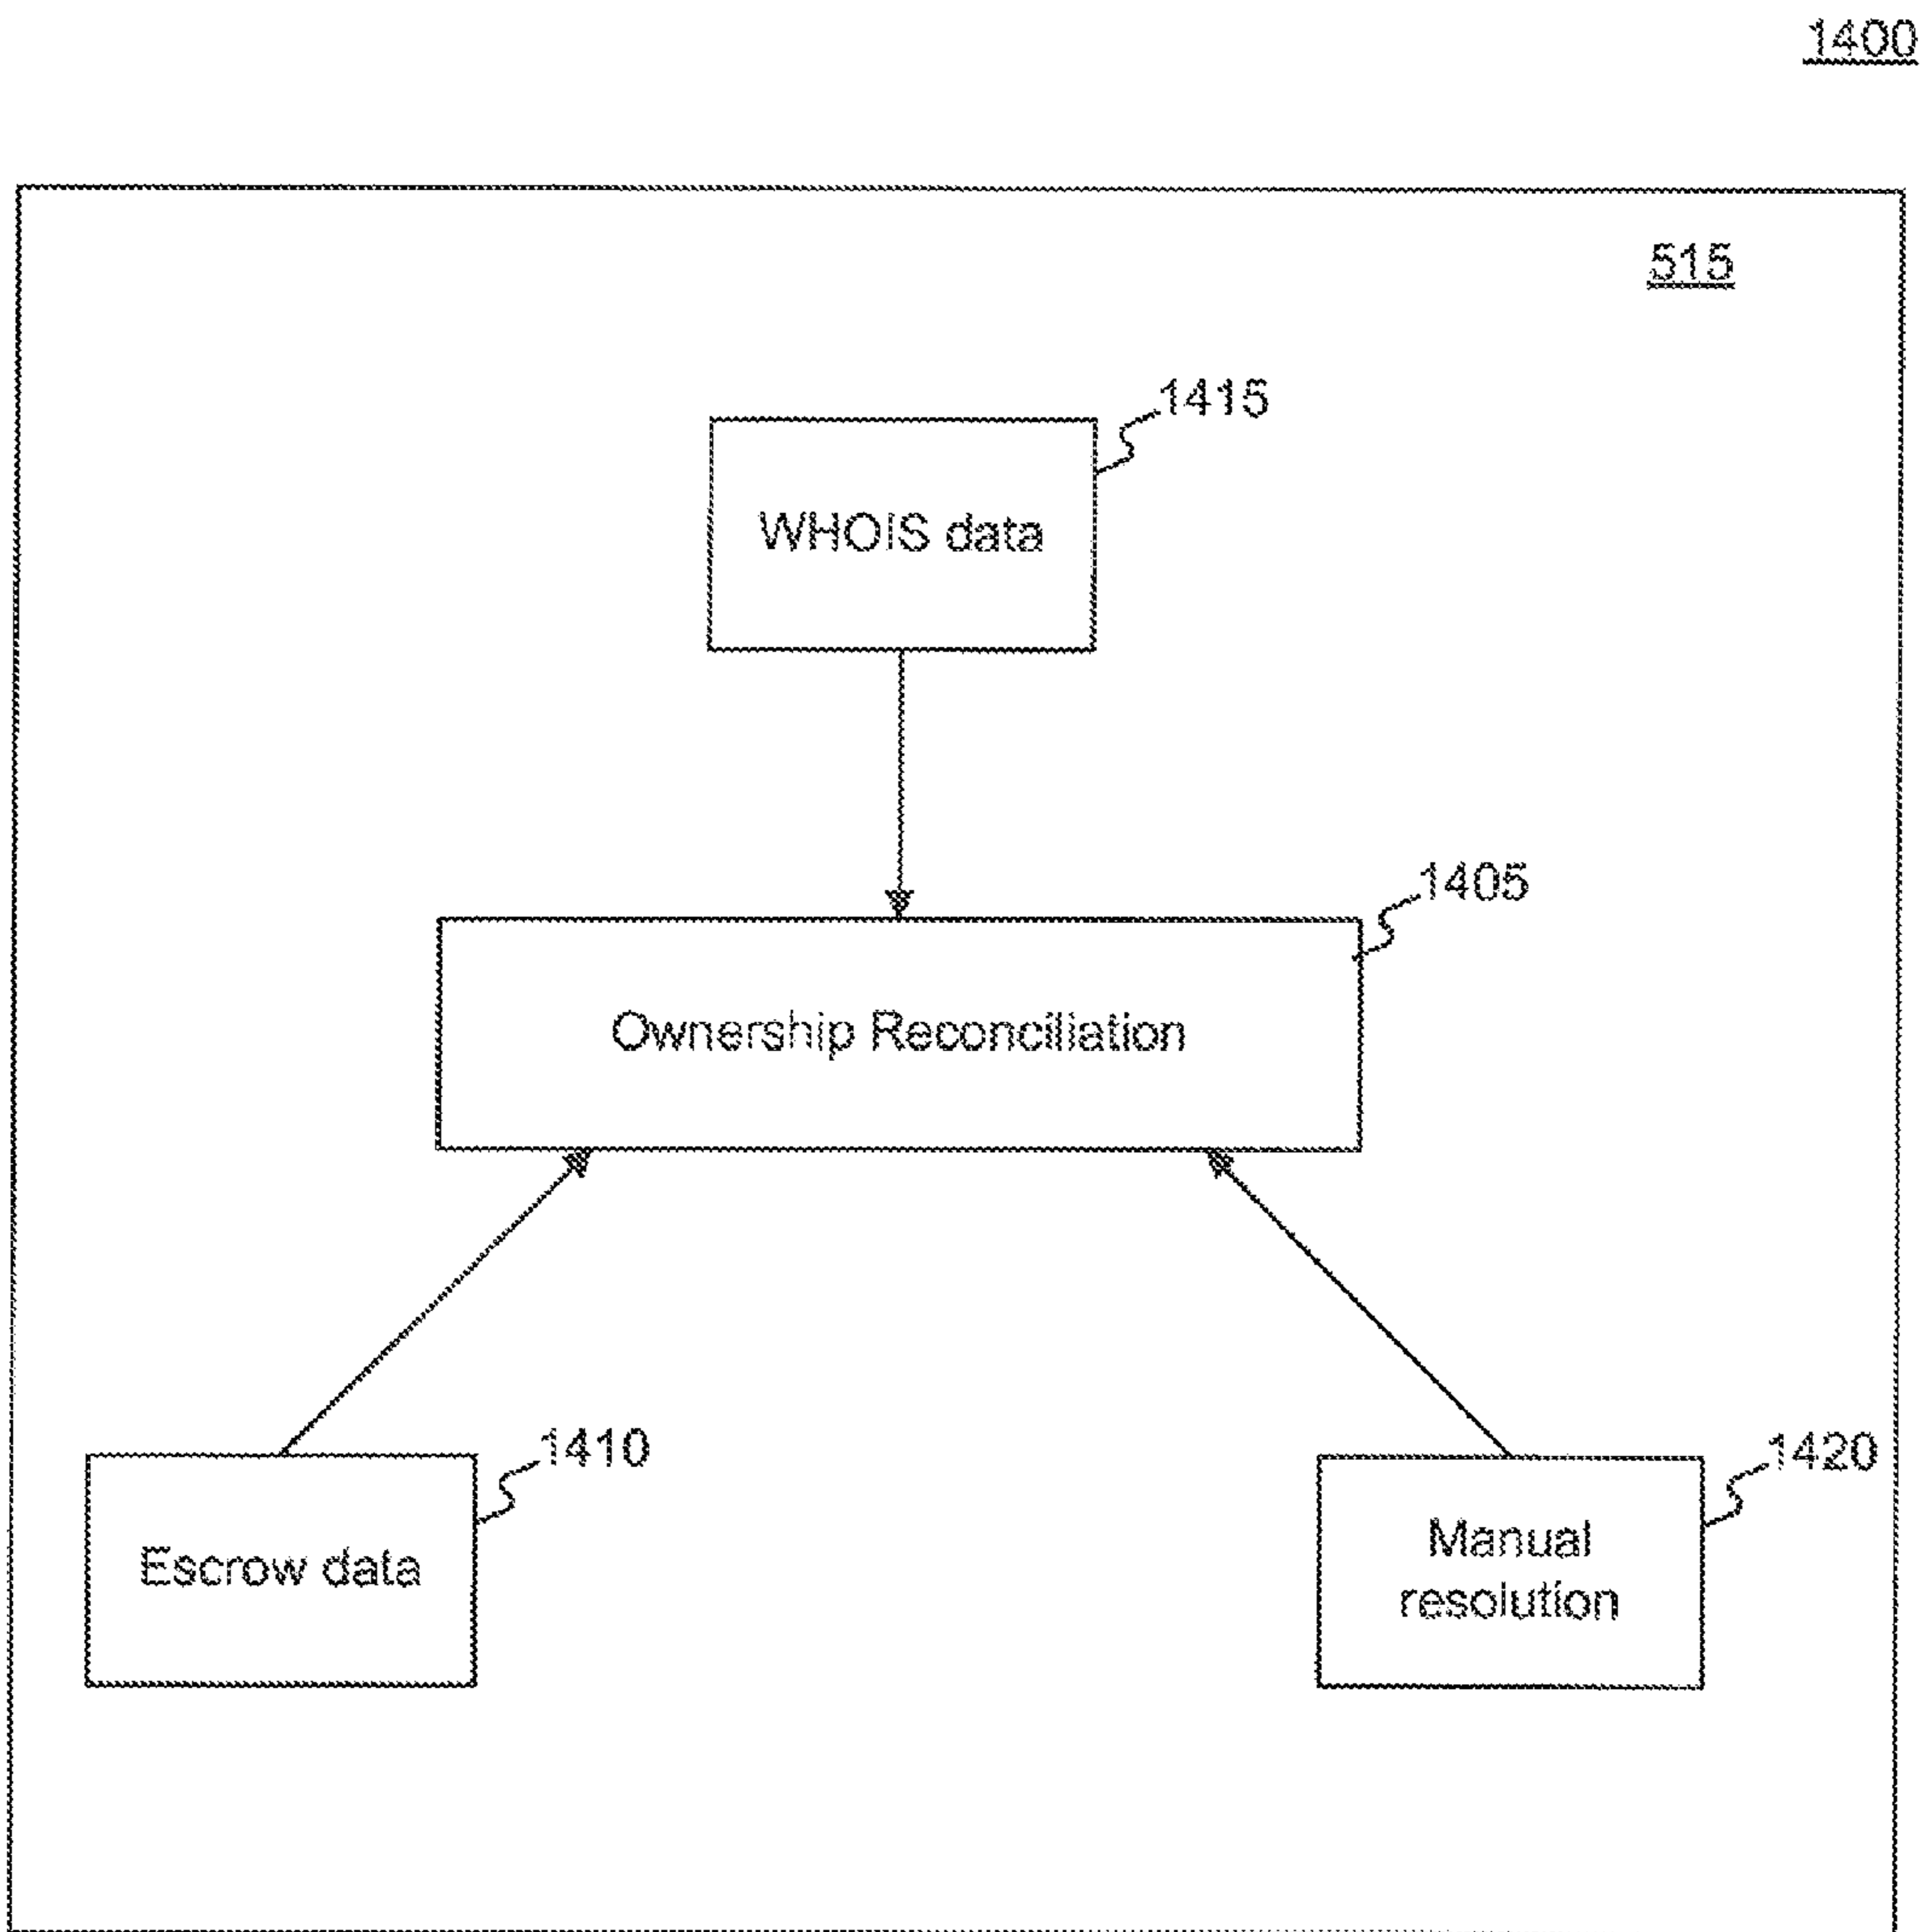 1400
515
1415
WHOIS data
1405
Ownership Reconciliation
1410
Escrow data
1420
Manual
resolution